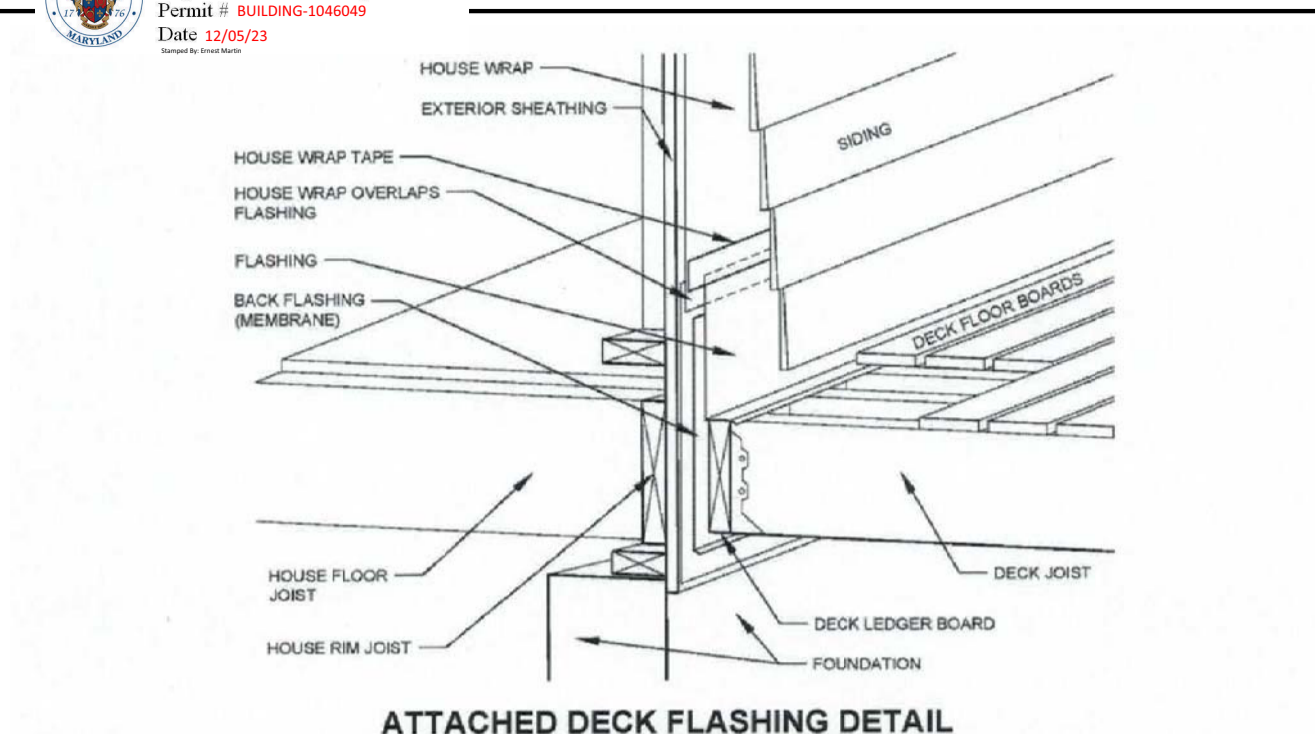 Permit # BUILDING-1046049
17 76
MARYLAND
Date 12/05/23
Stamped By: Ernest Martin
HOUSE WRAP
EXTERIOR SHEATHING
SIDING
HOUSE WRAP TAPE
HOUSE WRAP OVERLAPS
FLASHING
FLASHING
BACK FLASHING
(MEMBRANE)
DECK FLOOR BOARDS
HOUSE FLOOR
JOIST
DECK JOIST
DECK LEDGER BOARD
HOUSE RIM JOIST
FOUNDATION
ATTACHED DECK FLASHING DETAIL